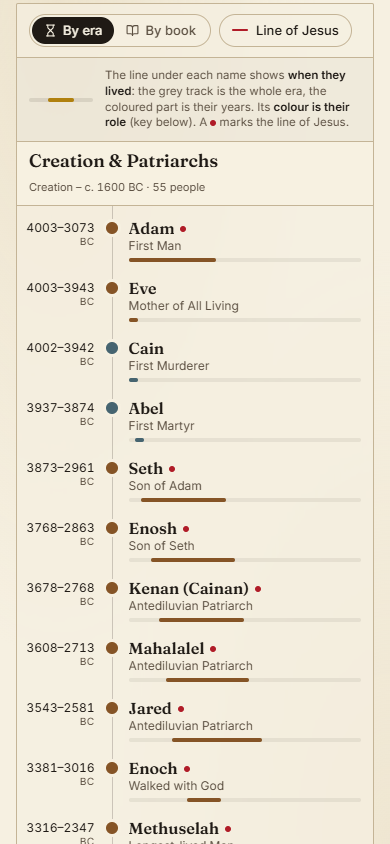 By era
By book
Line of Jesus
The line under each name shows when they
lived: the grey track is the whole era, the
coloured part is their years. Its colour is their
role (key below). A ● marks the line of Jesus.
Creation & Patriarchs
Creation – c. 1600 BC · 55 people
4003–3073 BC
Adam
First Man
4003–3943 BC
Eve
Mother of All Living
4002–3942 BC
Cain
First Murderer
3937–3874 BC
Abel
First Martyr
3873–2961 BC
Seth
Son of Adam
3768–2863 BC
Enosh
Son of Seth
3678–2768 BC
Kenan (Cainan)
Antediluvian Patriarch
3608–2713 BC
Mahalalel
Antediluvian Patriarch
3543–2581 BC
Jared
Antediluvian Patriarch
3381–3016 BC
Enoch
Walked with God
3316–2347 BC
Methuselah